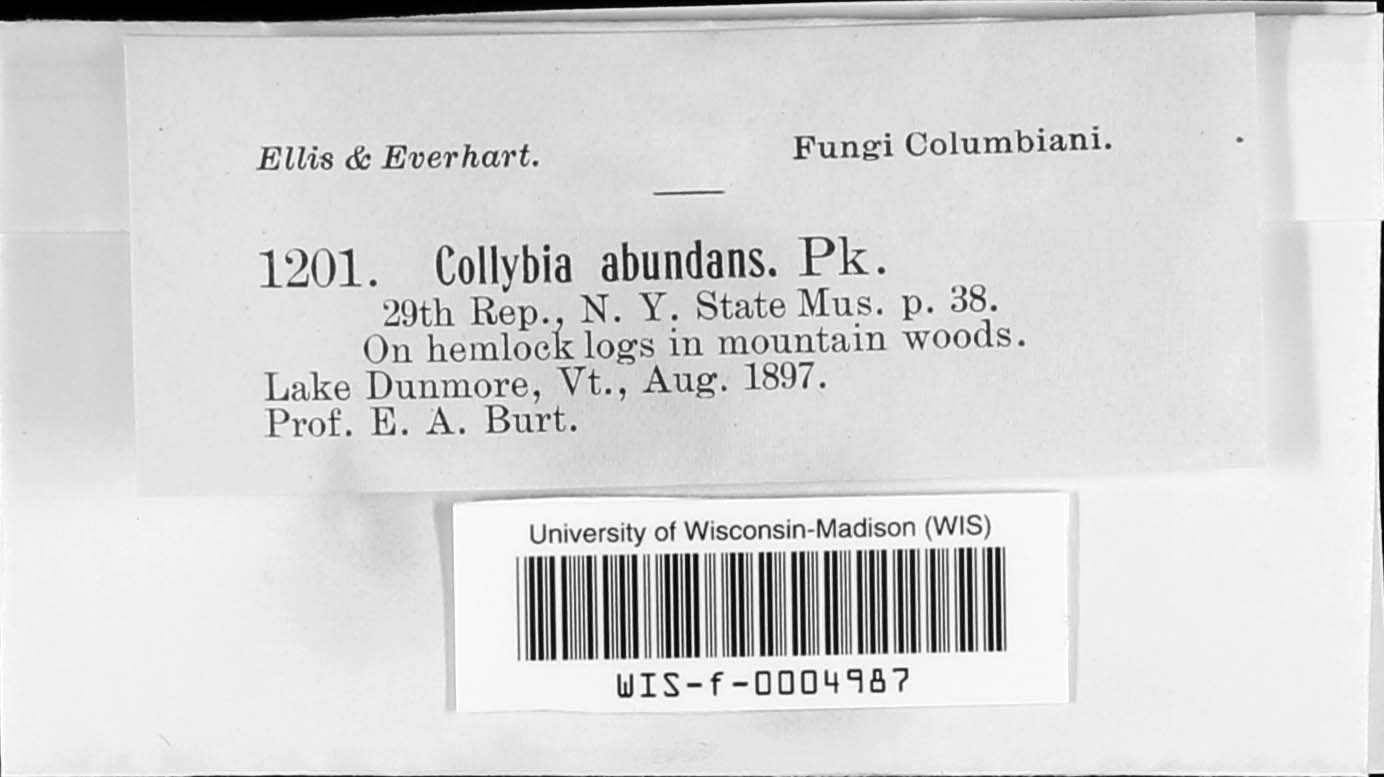 Ellis & Everhart. Fungi Columbiani.
1201. Collybia abundans. Pk.
29th Rep., N. Y. State Mus. p. 38.
On hemlock logs in mountain woods.
Lake Dunmore, Vt., Aug. 1897.
Prof. E. A. Burt.
University of Wisconsin-Madison (WIS)
WIS-f-0004987